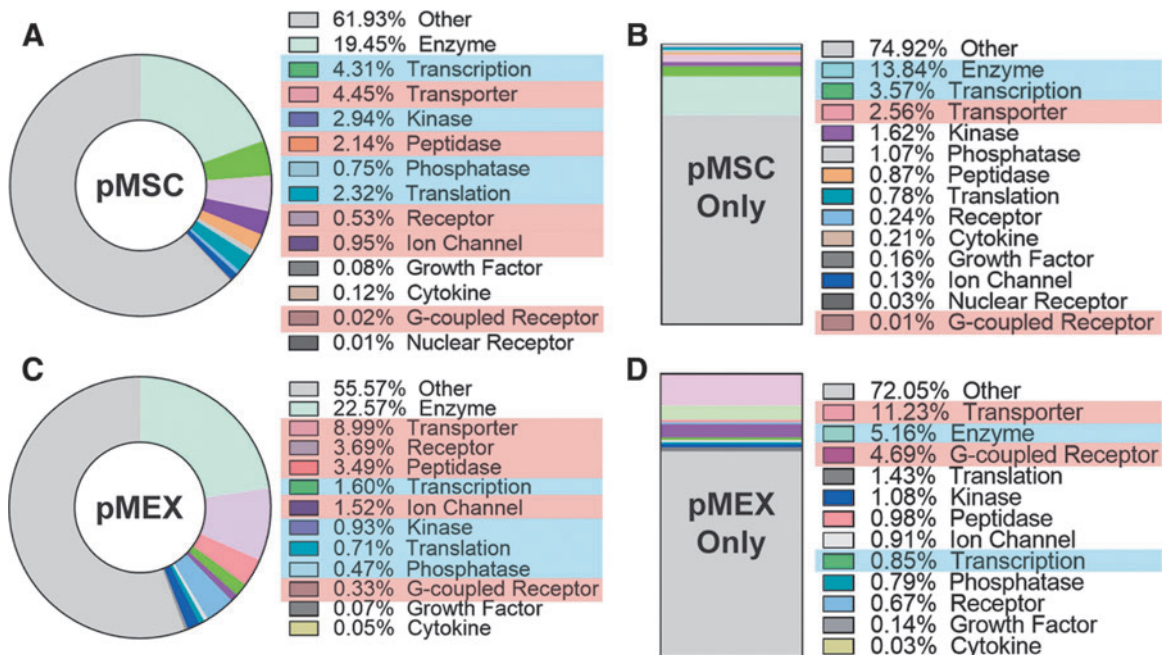 A
pMSC
61.93% Other
19.45% Enzyme
4.31% Transcription
4.45% Transporter
2.94% Kinase
2.14% Peptidase
0.75% Phosphatase
2.32% Translation
0.53% Receptor
0.95% Ion Channel
0.08% Growth Factor
0.12% Cytokine
0.02% G-coupled Receptor
0.01% Nuclear Receptor
B
pMSC
Only
74.92% Other
13.84% Enzyme
3.57% Transcription
2.56% Transporter
1.62% Kinase
1.07% Phosphatase
0.87% Peptidase
0.78% Translation
0.24% Receptor
0.21% Cytokine
0.16% Growth Factor
0.13% Ion Channel
0.03% Nuclear Receptor
0.01% G-coupled Receptor
C
pMEX
55.57% Other
22.57% Enzyme
8.99% Transporter
3.69% Receptor
3.49% Peptidase
1.60% Transcription
1.52% Ion Channel
0.93% Kinase
0.71% Translation
0.47% Phosphatase
0.33% G-coupled Receptor
0.07% Growth Factor
0.05% Cytokine
D
pMEX
Only
72.05% Other
11.23% Transporter
5.16% Enzyme
4.69% G-coupled Receptor
1.43% Translation
1.08% Kinase
0.98% Peptidase
0.91% Ion Channel
0.85% Transcription
0.79% Phosphatase
0.67% Receptor
0.14% Growth Factor
0.03% Cytokine